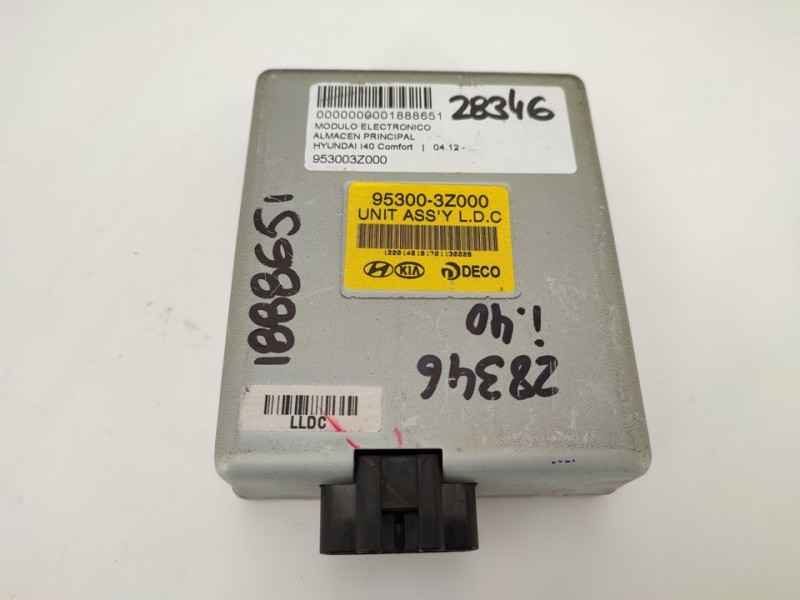 0000000001888651
28346
MODULO ELECTRONICO
ALMACEN PRINCIPAL
HYUNDAI I40 Comfort | 04.12 - ...
953003Z000
95300-3Z000
UNIT ASS'Y L.D.C
KIA DECO
1888651
i.40
28346
LLDC